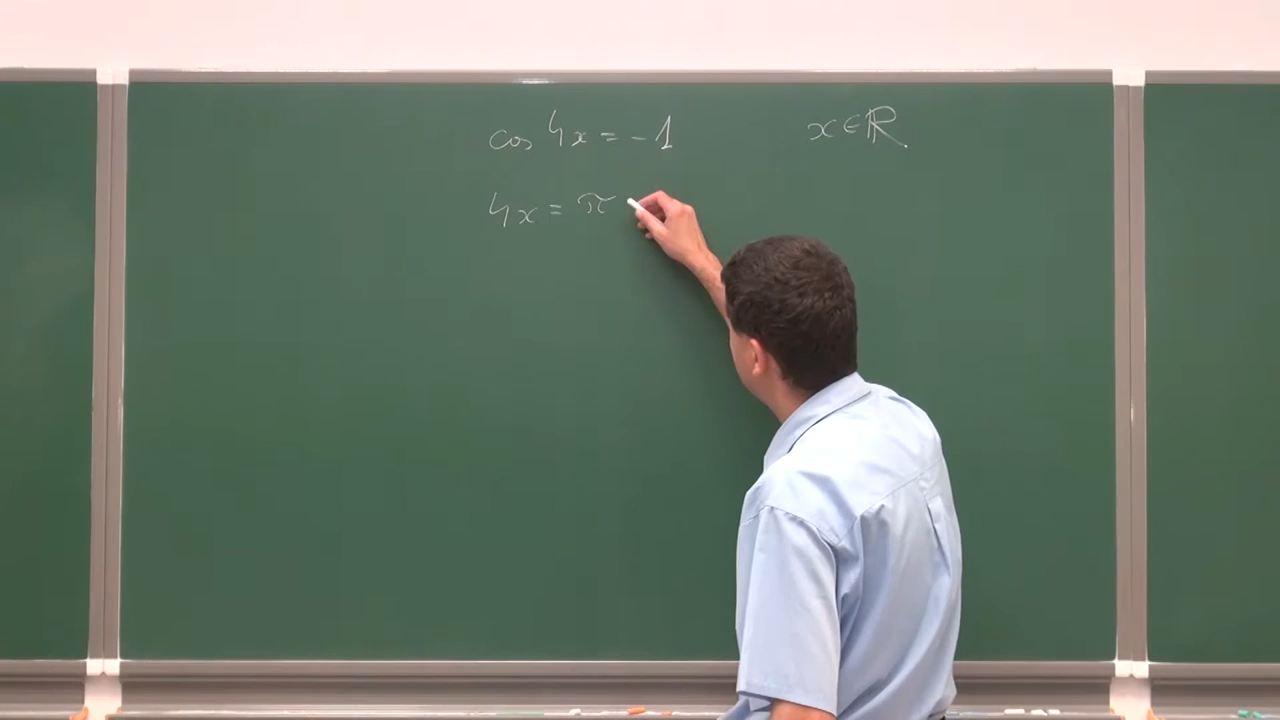 cos 4x = -1 x∈ℝ
4x = π